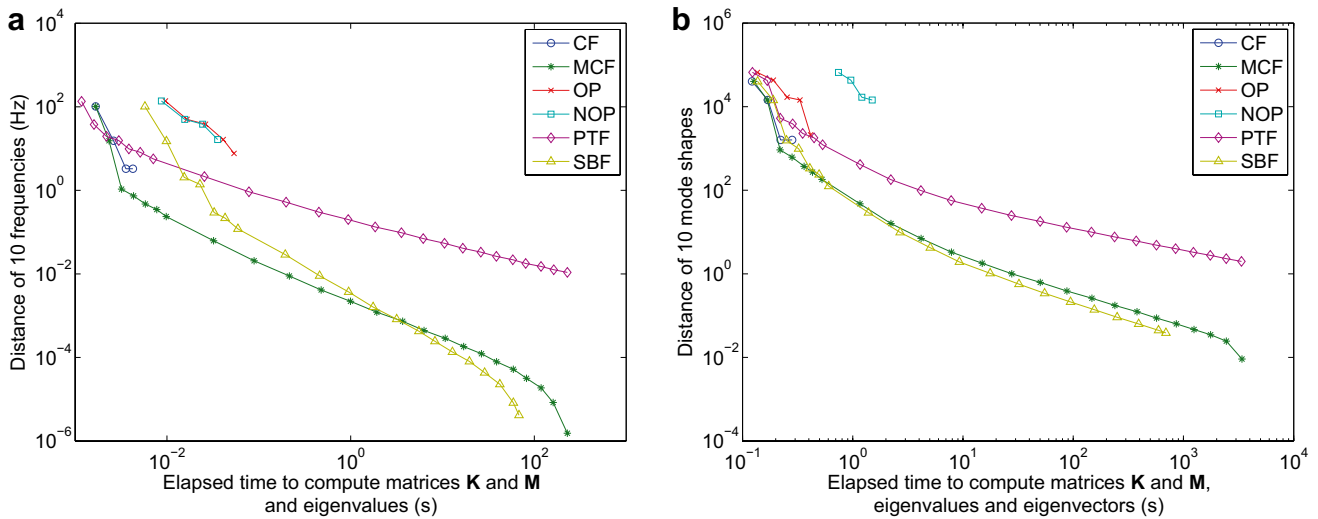 a
10^4
10^2
10^0
10^-2
10^-4
10^-6
Distance of 10 frequencies (Hz)
CF
MCF
OP
NOP
PTF
SBF
10^-2
10^0
10^2
Elapsed time to compute matrices K and M
and eigenvalues (s)
b
10^6
10^4
10^2
10^0
10^-2
10^-4
Distance of 10 mode shapes
CF
MCF
OP
NOP
PTF
SBF
10^-1
10^0
10^1
10^2
10^3
10^4
Elapsed time to compute matrices K and M,
eigenvalues and eigenvectors (s)